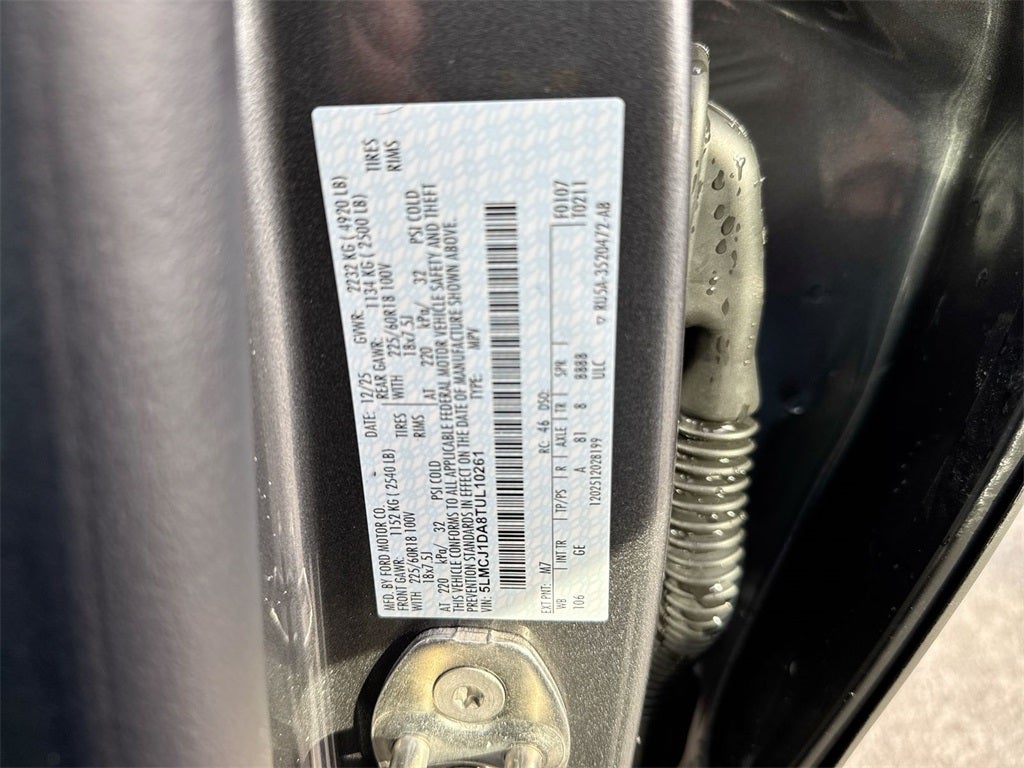 MFD. BY FORD MOTOR CO.
DATE: 12/25 GVWR: 2232 KG ( 4920 LB)
FRONT GAWR: 1152 KG ( 2540 LB) REAR GAWR: 1134 KG ( 2500 LB)
WITH 225/60R18 100V TIRES WITH 225/60R18 100V TIRES
18x7.5J RIMS 18x7.5J RIMS
AT 220 kPa/ 32 PSI COLD AT 220 kPa/ 32 PSI COLD
THIS VEHICLE CONFORMS TO ALL APPLICABLE FEDERAL MOTOR VEHICLE SAFETY AND THEFT
PREVENTION STANDARDS IN EFFECT ON THE DATE OF MANUFACTURE SHOWN ABOVE.
VIN: 5LMCJ1DA8TUL10261 TYPE: MPV
F0107
EXT PNT: M7 RC: 46 DSO: 110211
WB INT TR TP/PS R AXLE TR SPR
106 GE A 81 8 8888
1202512028199 ULC
▽ RU5A-3520472-AB